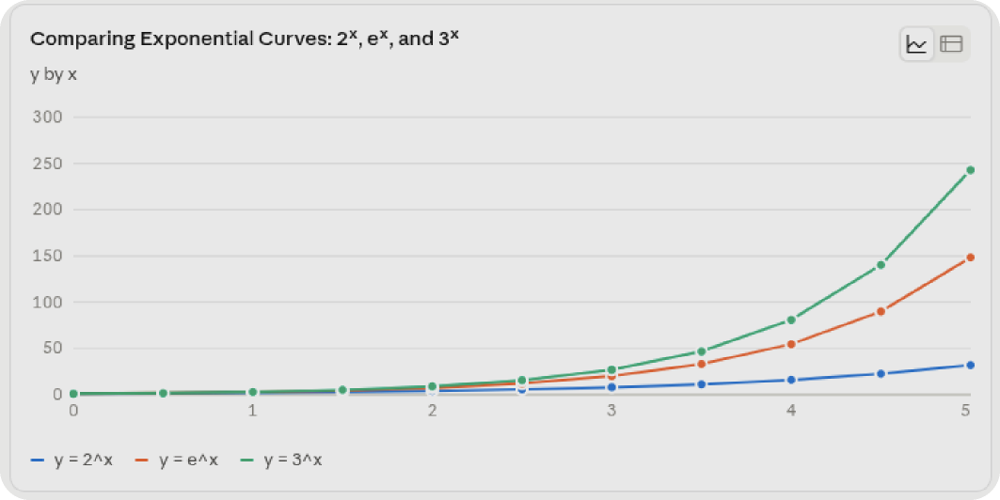 Comparing Exponential Curves: 2ˣ, eˣ, and 3ˣ
y by x
300
250
200
150
100
50
0
0 1 2 3 4 5
y = 2^x y = e^x y = 3^x